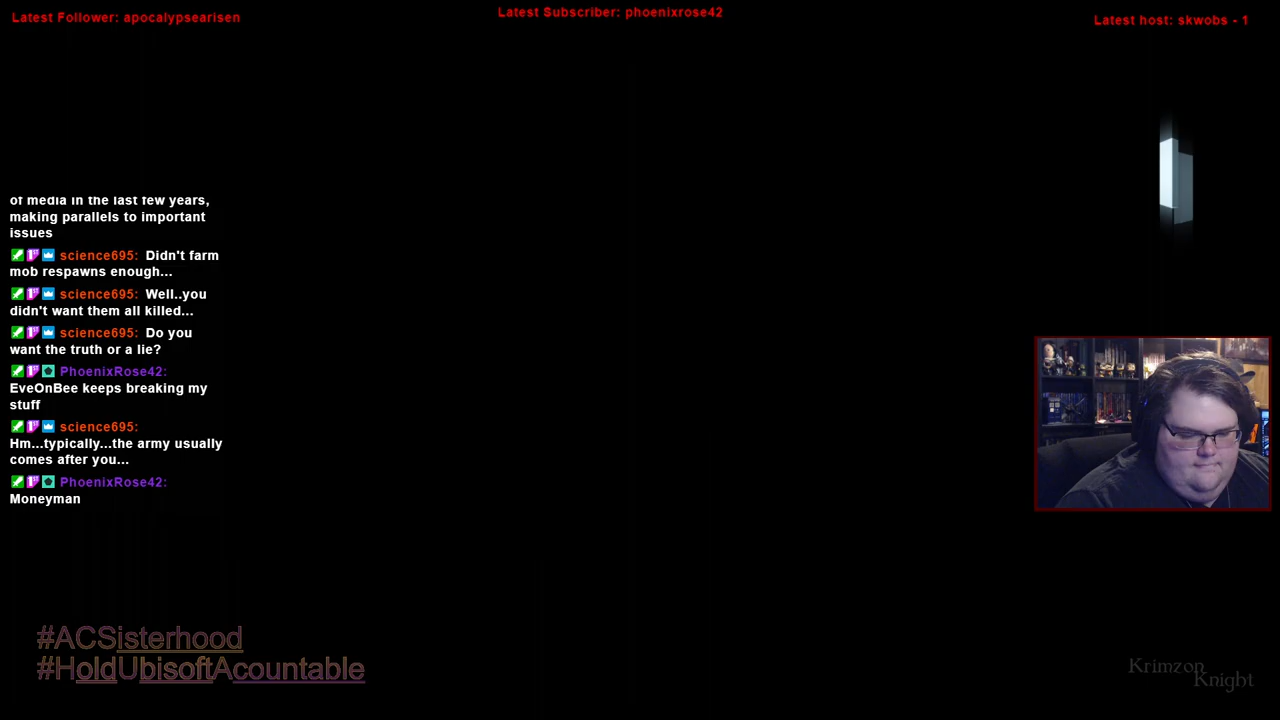 Latest Follower: apocalypsearisen
Latest Subscriber: phoenixrose42
Latest host: skwobs - 1
of media in the last few years,
making parallels to important
issues
science695: Didn't farm
mob respawns enough...
science695: Well..you
didn't want them all killed...
science695: Do you
want the truth or a lie?
PhoenixRose42:
EveOnBee keeps breaking my
stuff
science695:
Hm...typically...the army usually
comes after you...
PhoenixRose42:
Moneyman
#ACSisterhood
#HoldUbisoftAcountable
Krimzon
Knight